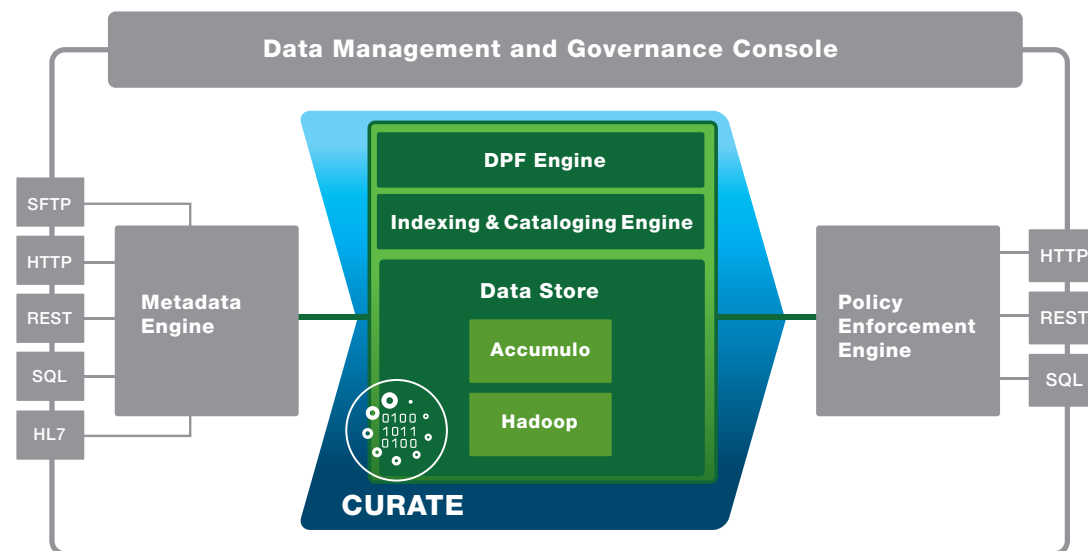 Data Management and Governance Console
DPF Engine
Indexing & Cataloging Engine
Data Store
Accumulo
Hadoop
SFTP
HTTP
REST
SQL
HL7
Metadata
Engine
0100
1011
0100
CURATE
Policy
Enforcement
Engine
HTTP
REST
SQL